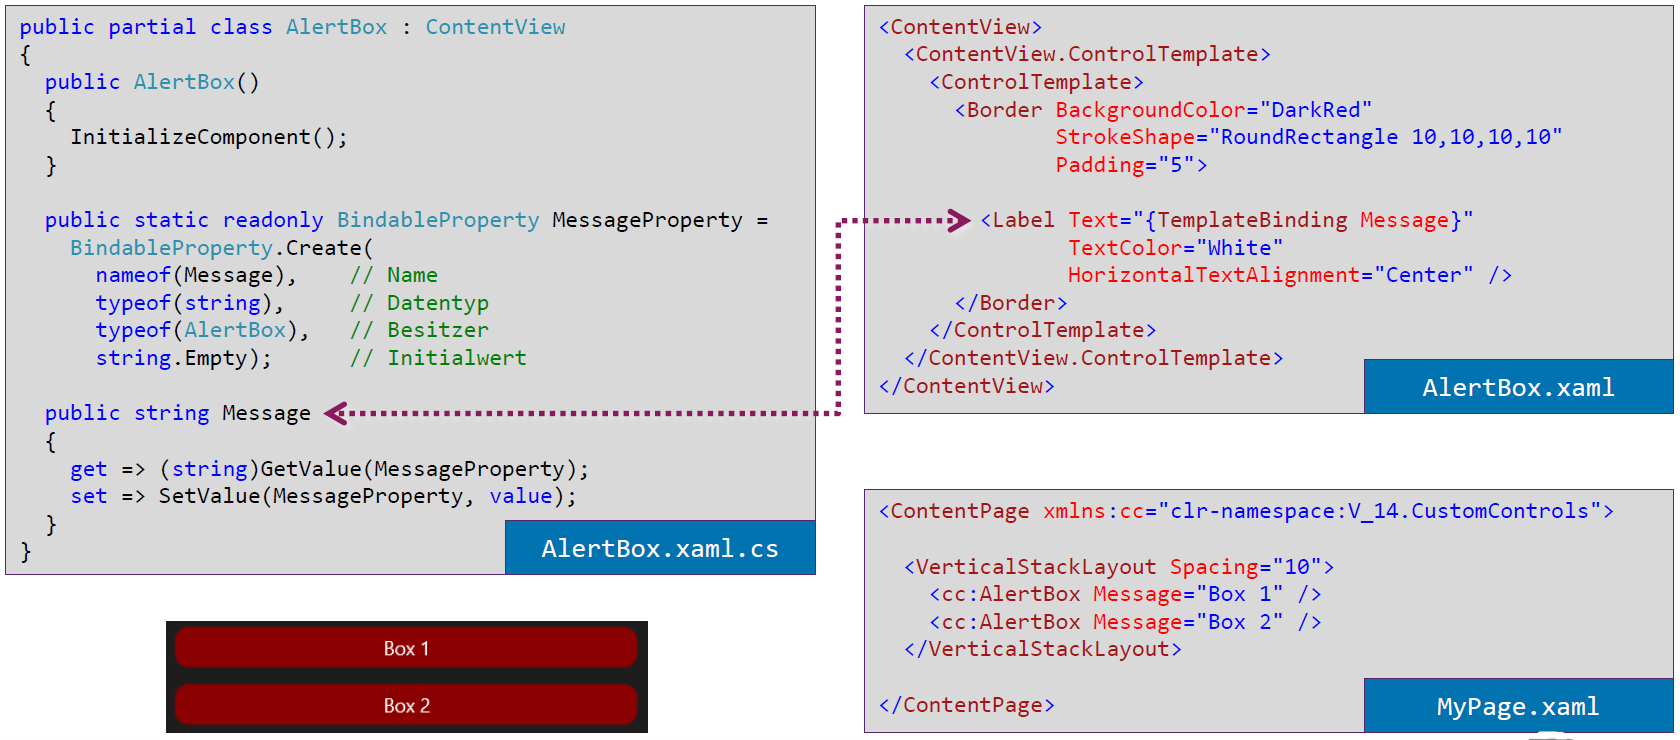 public partial class AlertBox : ContentView
{
  public AlertBox()
  {
    InitializeComponent();
  }

  public static readonly BindableProperty MessageProperty =
    BindableProperty.Create(
      nameof(Message),    // Name
      typeof(string),     // Datentyp
      typeof(AlertBox),   // Besitzer
      string.Empty);      // Initialwert

  public string Message
  {
    get => (string)GetValue(MessageProperty);
    set => SetValue(MessageProperty, value);
  }
}
AlertBox.xaml.cs
<ContentView>
  <ContentView.ControlTemplate>
    <ControlTemplate>
      <Border BackgroundColor="DarkRed"
              StrokeShape="RoundRectangle 10,10,10,10"
              Padding="5">

        <Label Text="{TemplateBinding Message}"
               TextColor="White"
               HorizontalTextAlignment="Center" />
      </Border>
    </ControlTemplate>
  </ContentView.ControlTemplate>
</ContentView>
AlertBox.xaml
Box 1
Box 2
<ContentPage xmlns:cc="clr-namespace:V_14.CustomControls">

  <VerticalStackLayout Spacing="10">
    <cc:AlertBox Message="Box 1" />
    <cc:AlertBox Message="Box 2" />
  </VerticalStackLayout>

</ContentPage>
MyPage.xaml